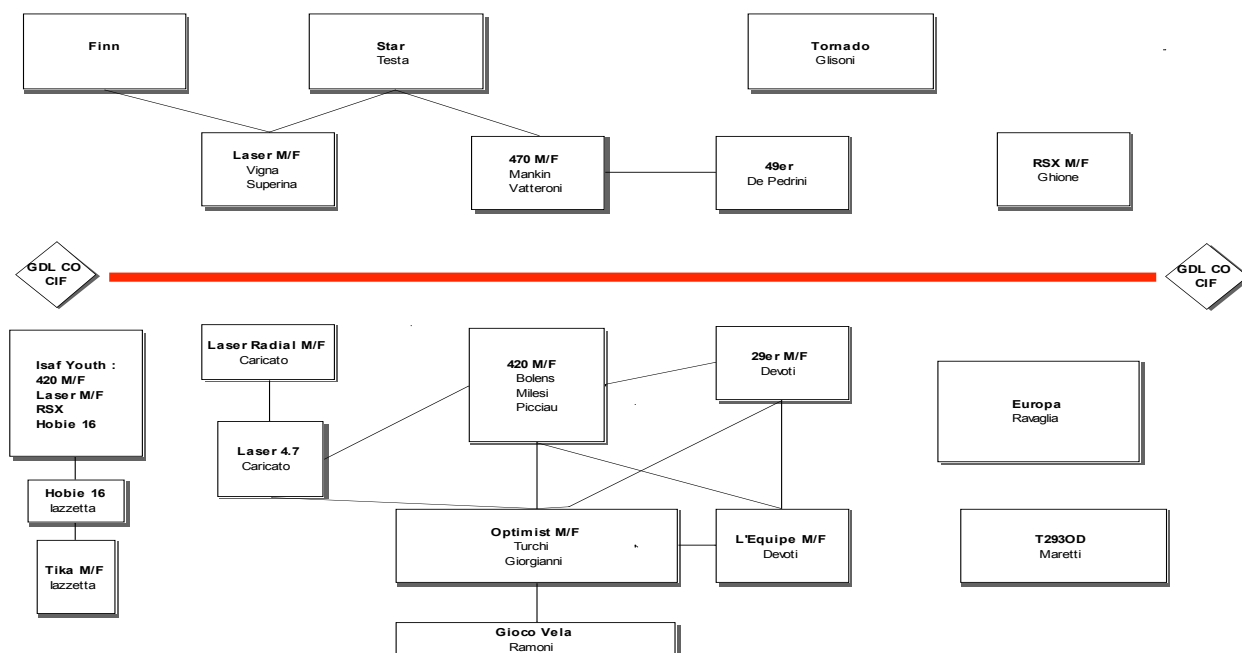 Finn
Star
Testa
Tornado
Glisoni
Laser M/F
Vigna
Superina
470 M/F
Mankin
Vatteroni
49er
De Pedrini
RSX M/F
Ghione
GDL CO
CIF
GDL CO
CIF
Isaf Youth :
420 M/F
Laser M/F
RSX
Hobie 16
Laser Radial M/F
Caricato
420 M/F
Bolens
Milesi
Picciau
29er M/F
Devoti
Europa
Ravaglia
Laser 4.7
Caricato
Hobie 16
Iazzetta
Optimist M/F
Turchi
Giorgianni
L'Equipe M/F
Devoti
T293OD
Maretti
Tika M/F
Iazzetta
Gioco Vela
Ramoni